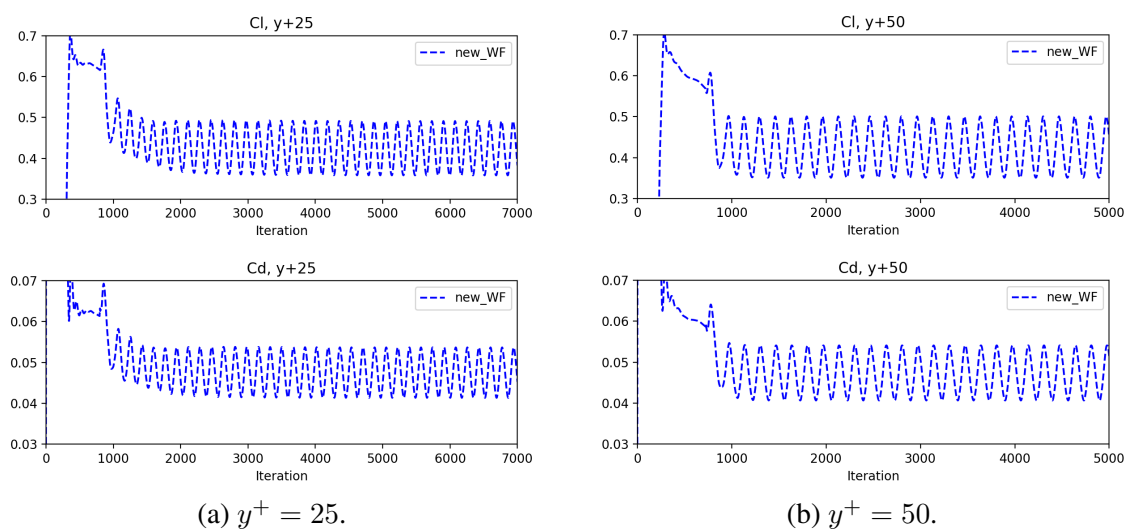 Cl, y+25
0.7
0.6
0.5
0.4
0.3
new_WF
0 1000 2000 3000 4000 5000 6000 7000
Iteration
Cd, y+25
0.07
0.06
0.05
0.04
0.03
new_WF
0 1000 2000 3000 4000 5000 6000 7000
Iteration
(a) y⁺ = 25.
Cl, y+50
0.7
0.6
0.5
0.4
0.3
new_WF
0 1000 2000 3000 4000 5000
Iteration
Cd, y+50
0.07
0.06
0.05
0.04
0.03
new_WF
0 1000 2000 3000 4000 5000
Iteration
(b) y⁺ = 50.